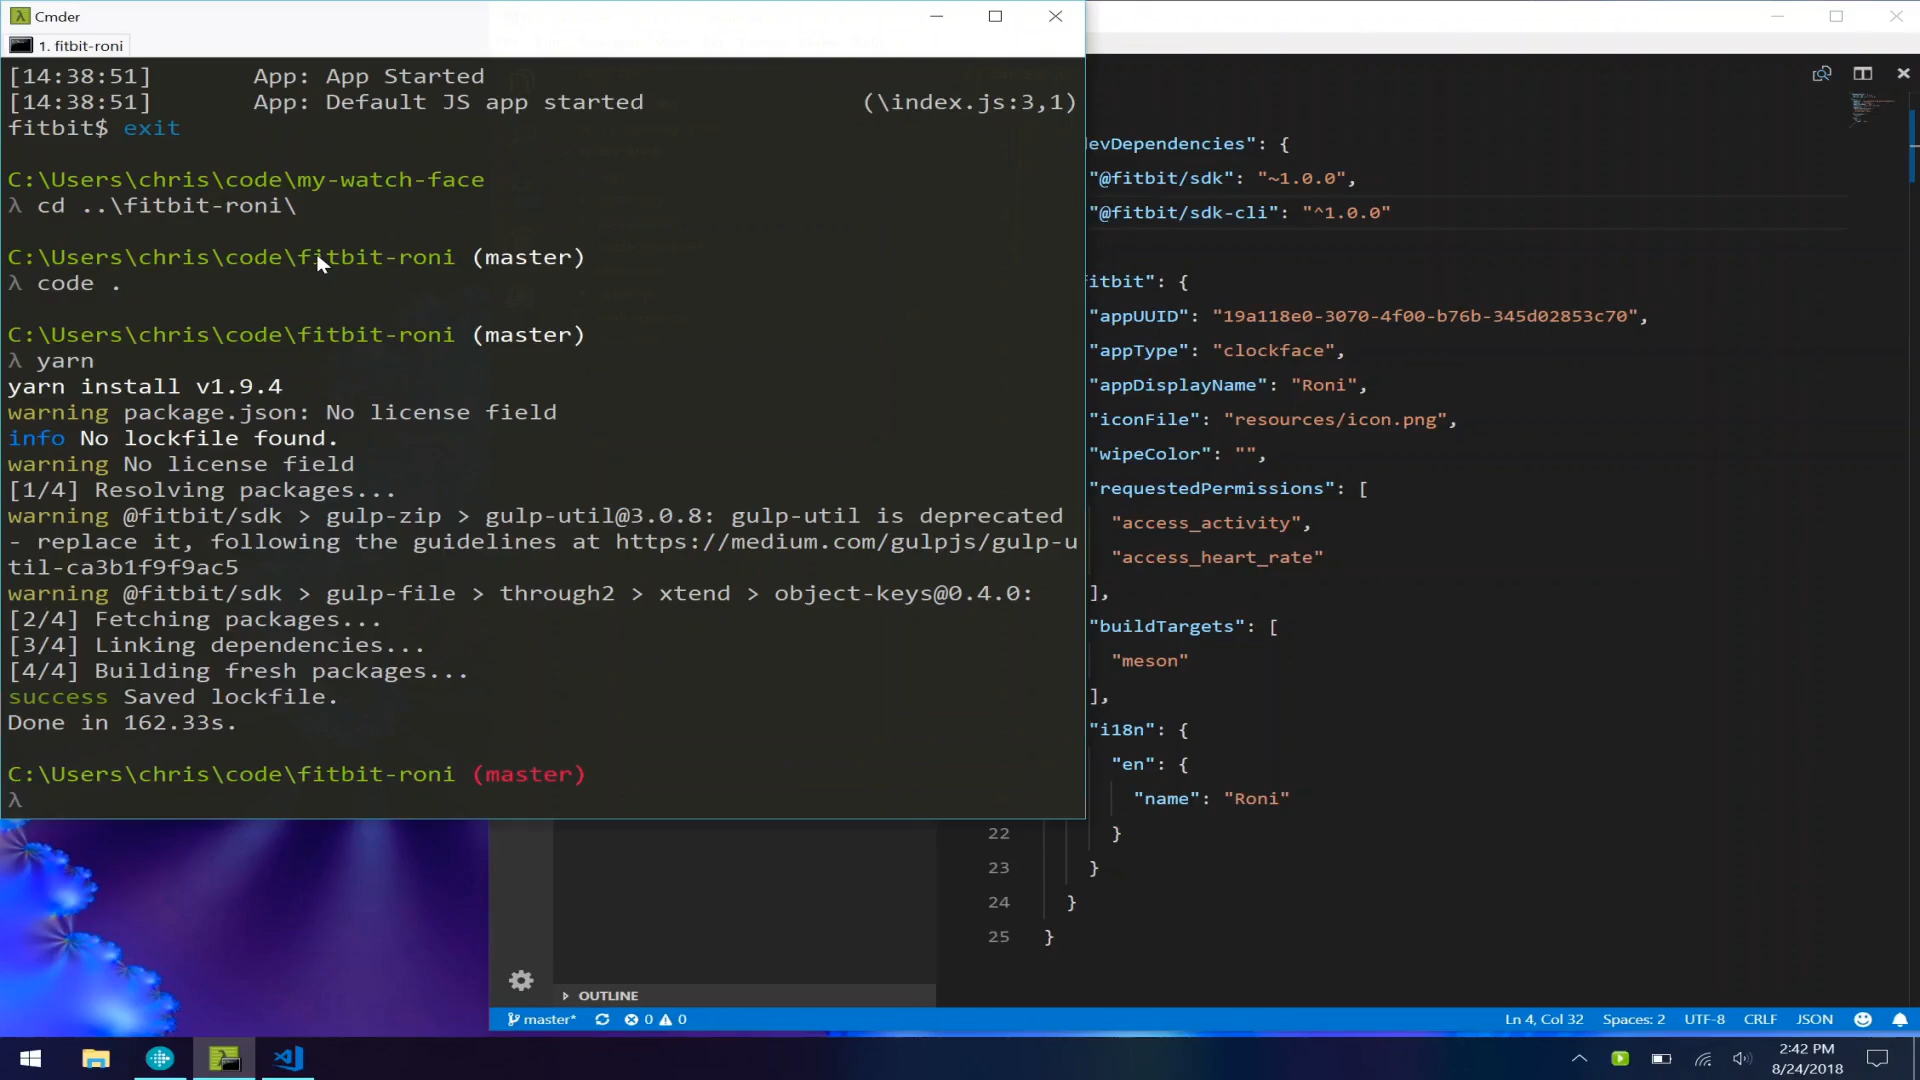 Cmder
1. fitbit-roni
[14:38:51] App: App Started
[14:38:51] App: Default JS app started (\index.js:3,1)
fitbit$ exit
C:\Users\chris\code\my-watch-face
λ cd ..\fitbit-roni\
C:\Users\chris\code\fitbit-roni (master)
λ code .
C:\Users\chris\code\fitbit-roni (master)
λ yarn
yarn install v1.9.4
warning package.json: No license field
info No lockfile found.
warning No license field
[1/4] Resolving packages...
warning @fitbit/sdk > gulp-zip > gulp-util@3.0.8: gulp-util is deprecated
- replace it, following the guidelines at https://medium.com/gulpjs/gulp-u
til-ca3b1f9f9ac5
warning @fitbit/sdk > gulp-file > through2 > xtend > object-keys@0.4.0:
[2/4] Fetching packages...
[3/4] Linking dependencies...
[4/4] Building fresh packages...
success Saved lockfile.
Done in 162.33s.
C:\Users\chris\code\fitbit-roni (master)
λ
devDependencies": {
"@fitbit/sdk": "~1.0.0",
"@fitbit/sdk-cli": "^1.0.0"
fitbit": {
"appUUID": "19a118e0-3070-4f00-b76b-345d02853c70",
"appType": "clockface",
"appDisplayName": "Roni",
"iconFile": "resources/icon.png",
"wipeColor": "",
"requestedPermissions": [
"access_activity",
"access_heart_rate"
],
"buildTargets": [
"meson"
],
"i18n": {
"en": {
"name": "Roni"
22 }
23 }
24 }
25 }
OUTLINE
master* 0 0 Ln 4, Col 32 Spaces: 2 UTF-8 CRLF JSON
2:42 PM
8/24/2018